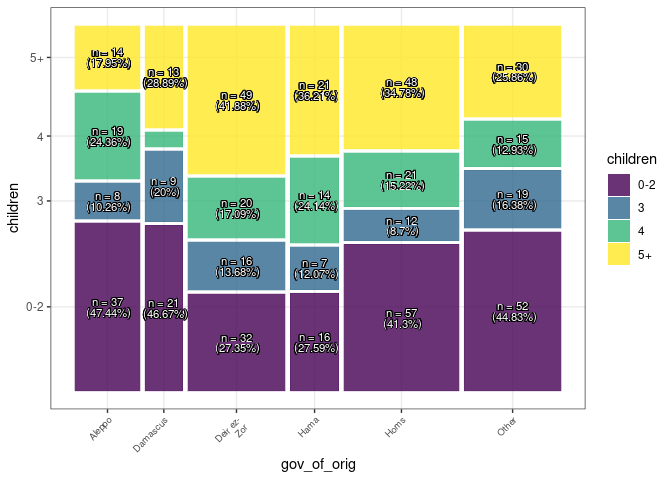 5+
4
3
0-2
children
n = 14
(17.95%)
n = 19
(24.36%)
n = 8
(10.26%)
n = 37
(47.44%)
n = 13
(28.89%)
n = 9
(20%)
n = 21
(46.67%)
n = 49
(41.88%)
n = 20
(17.09%)
n = 16
(13.68%)
n = 32
(27.35%)
n = 21
(36.21%)
n = 14
(24.14%)
n = 7
(12.07%)
n = 16
(27.59%)
n = 48
(34.78%)
n = 21
(15.22%)
n = 12
(8.7%)
n = 57
(41.3%)
n = 30
(25.86%)
n = 15
(12.93%)
n = 19
(16.38%)
n = 52
(44.83%)
Aleppo
Damascus
Deir ez-
Zor
Hama
Homs
Other
gov_of_orig
children
0-2
3
4
5+